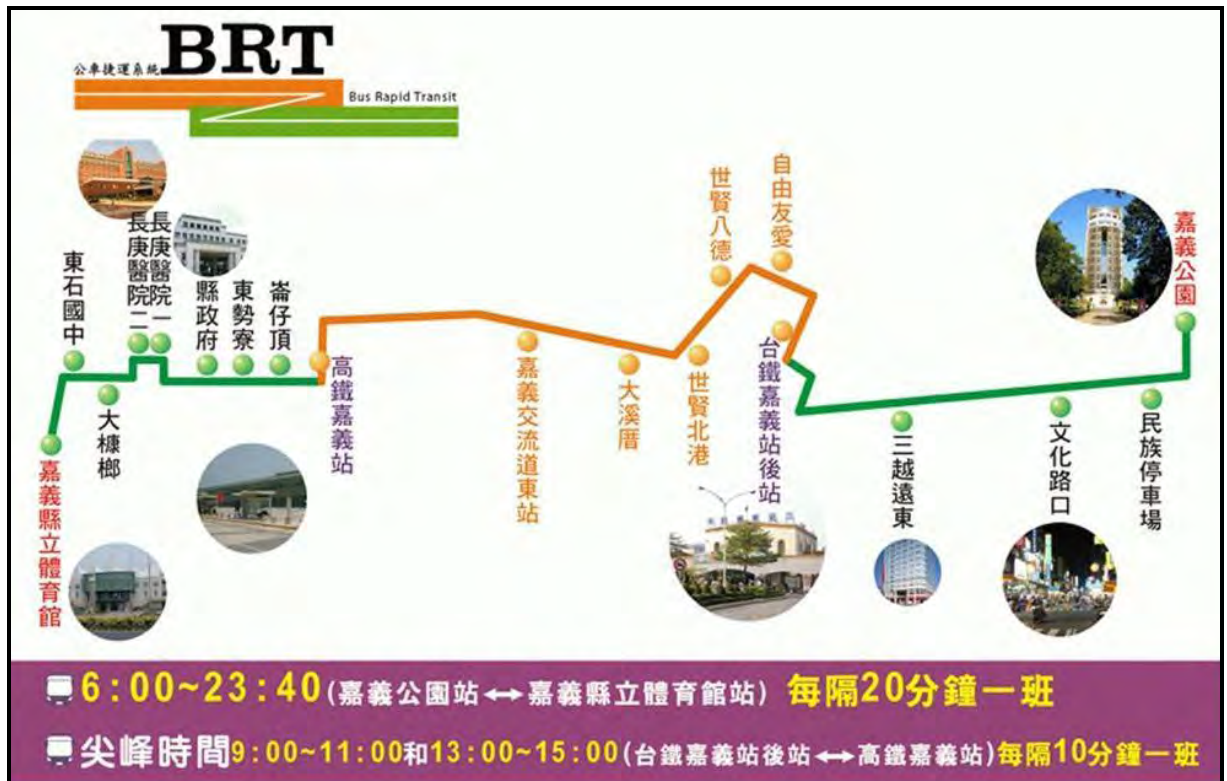 公車捷運系統BRT
Bus Rapid Transit
東石國中
大槺榔
長庚醫院二
長庚醫院一
縣政府
東勢寮
崙仔頂
高鐵嘉義站
嘉義縣立體育館
嘉義交流道東站
大溪厝
世賢北港
世賢八德
自由友愛
台鐵嘉義站後站
三越遠東
文化路口
民族停車場
嘉義公園
6:00~23:40(嘉義公園站↔嘉義縣立體育館站) 每隔20分鐘一班
尖峰時間9:00~11:00和13:00~15:00(台鐵嘉義站後站↔高鐵嘉義站)每隔10分鐘一班